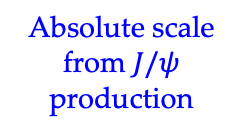 Absolute scale
from J/ψ
production